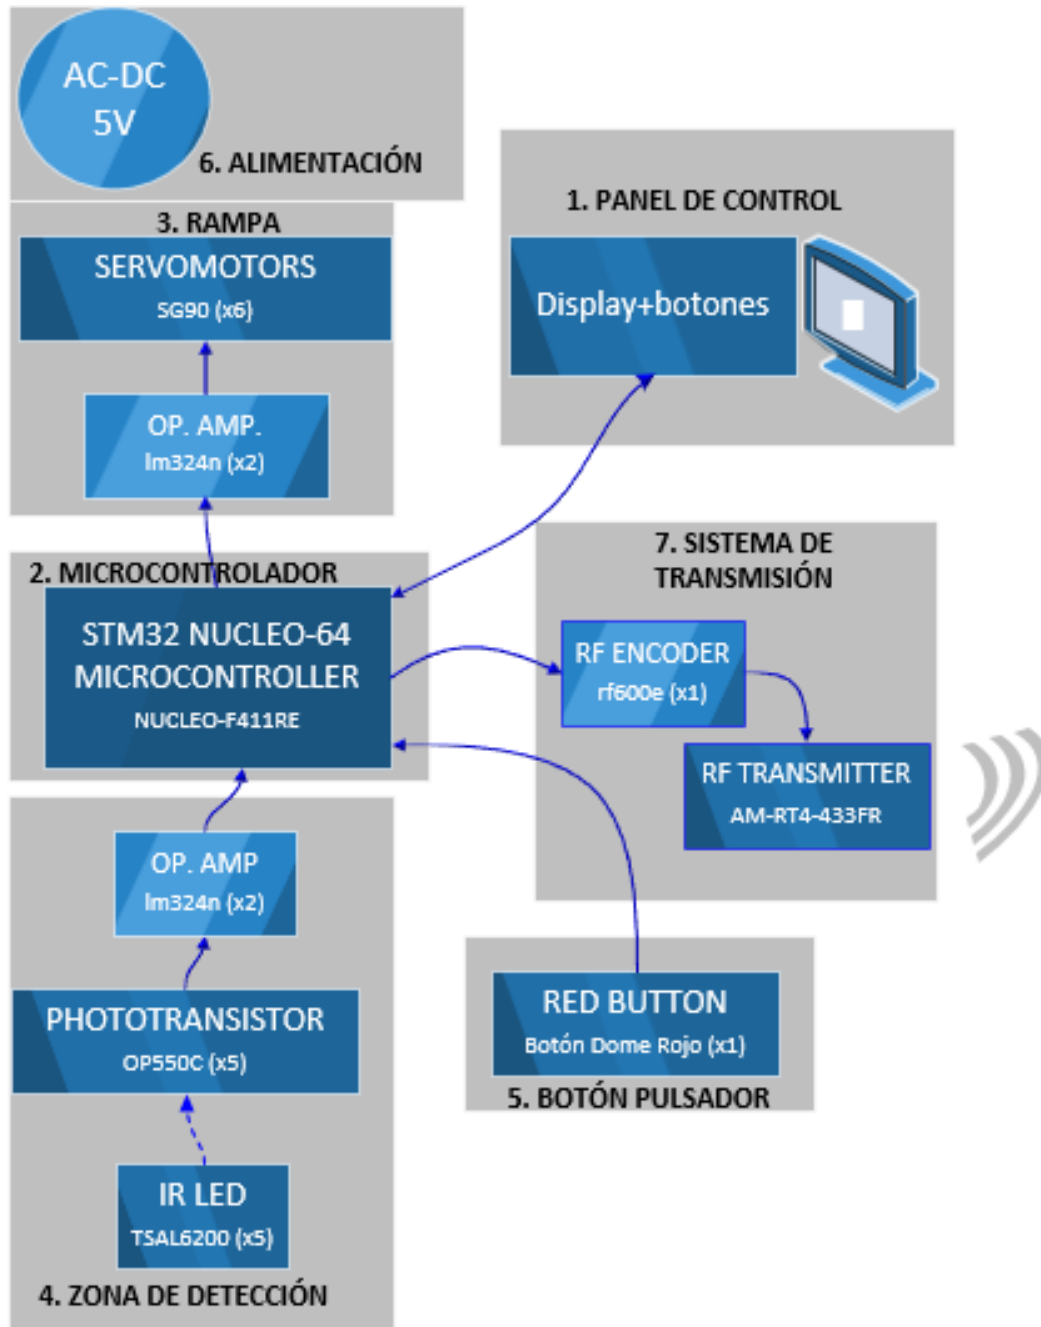 AC-DC
5V
6. ALIMENTACIÓN
3. RAMPA
SERVOMOTORS
SG90 (x6)
OP. AMP.
lm324n (x2)
1. PANEL DE CONTROL
Display+botones
2. MICROCONTROLADOR
STM32 NUCLEO-64
MICROCONTROLLER
NUCLEO-F411RE
7. SISTEMA DE
TRANSMISIÓN
RF ENCODER
rf600e (x1)
RF TRANSMITTER
AM-RT4-433FR
OP. AMP
lm324n (x2)
PHOTOTRANSISTOR
OP550C (x5)
IR LED
TSAL6200 (x5)
4. ZONA DE DETECCIÓN
RED BUTTON
Botón Dome Rojo (x1)
5. BOTÓN PULSADOR